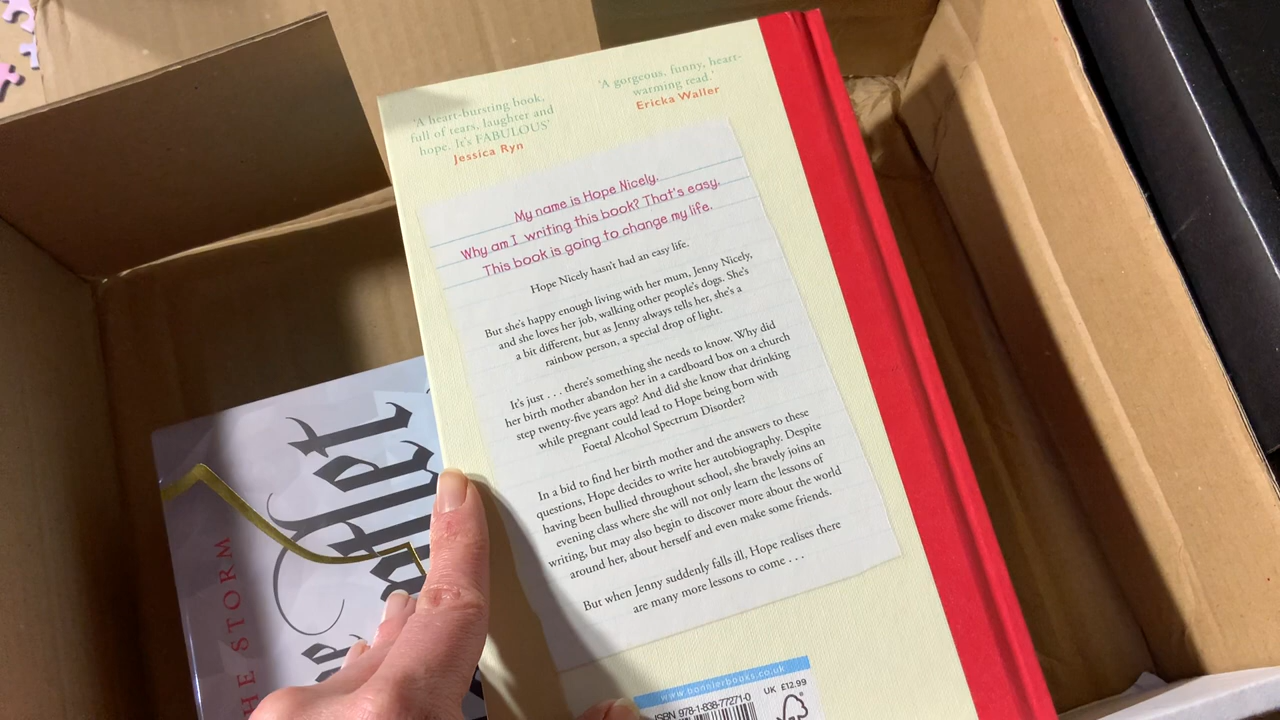 'A heart-bursting book,
full of tears, laughter and
hope. It's FABULOUS'
Jessica Ryn
'A gorgeous, funny, heart-
warming read.'
Ericka Waller
My name is Hope Nicely.
Why am I writing this book? That's easy.
This book is going to change my life.
Hope Nicely hasn't had an easy life.
But she's happy enough living with her mum, Jenny Nicely,
and she loves her job, walking other people's dogs. She's
a bit different, but as Jenny always tells her, she's a
rainbow person, a special drop of light.
It's just . . . there's something she needs to know. Why did
her birth mother abandon her in a cardboard box on a church
step twenty-five years ago? And did she know that drinking
while pregnant could lead to Hope being born with
Foetal Alcohol Spectrum Disorder?
In a bid to find her birth mother and the answers to these
questions, Hope decides to write her autobiography. Despite
having been bullied throughout school, she bravely joins an
evening class where she will not only learn the lessons of
writing, but may also begin to discover more about the world
around her, about herself and even make some friends.
But when Jenny suddenly falls ill, Hope realises there
are many more lessons to come . . .
www.bonnierbooks.co.uk
ISBN 978-1-838-77271-0
UK £12.99
HE STORM